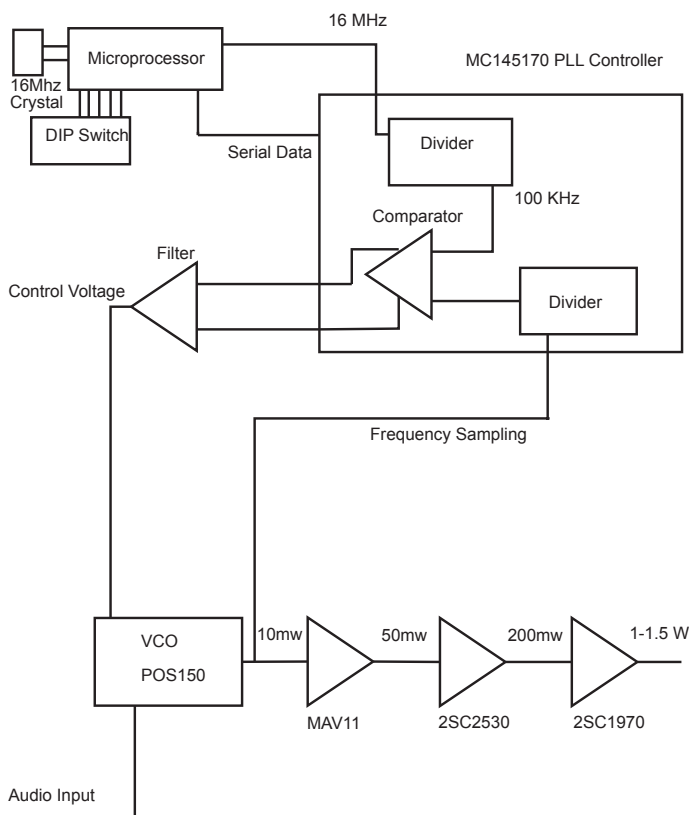 16 MHz
Microprocessor
MC145170 PLL Controller
16Mhz
Crystal
DIP Switch
Serial Data
Divider
100 KHz
Comparator
Filter
Control Voltage
Divider
Frequency Sampling
VCO
POS150
10mw
50mw
200mw
1-1.5 W
MAV11
2SC2530
2SC1970
Audio Input